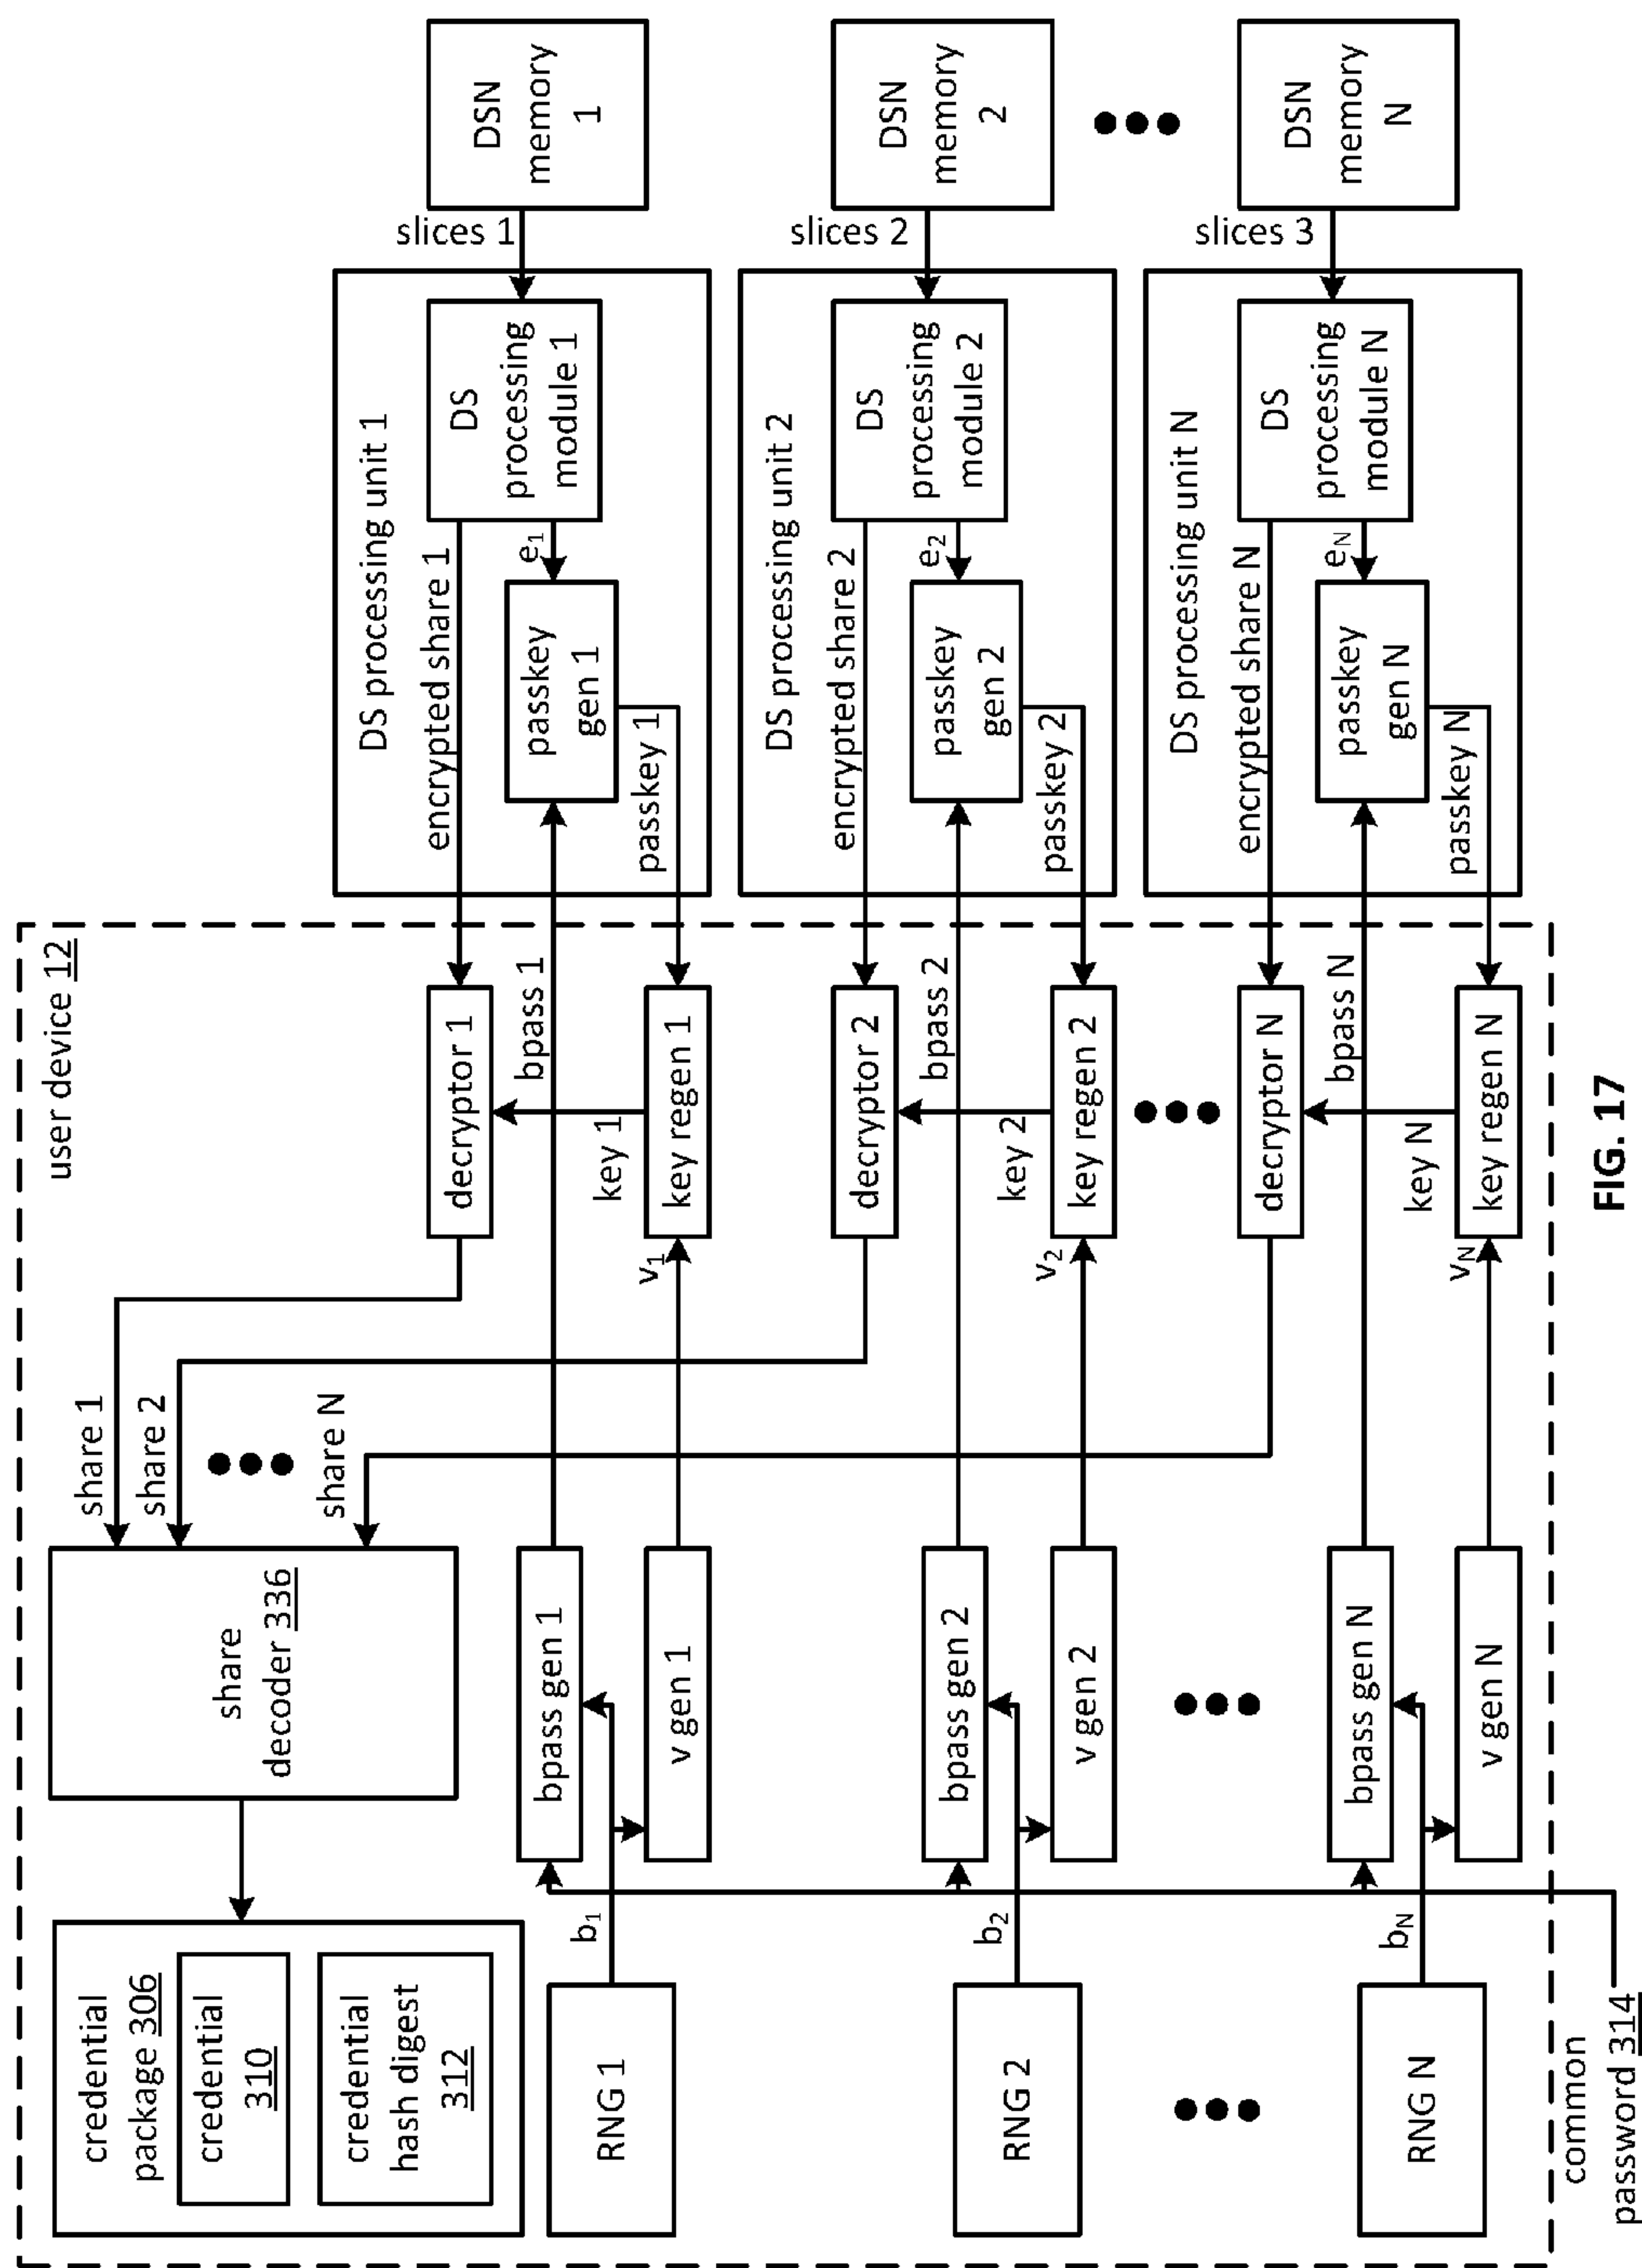 user device 12
credential
package 306
credential
310
credential
hash digest
312
share
decoder 336
share 1
share 2
share N
RNG 1
b1
bpass gen 1
v gen 1
v1
decryptor 1
key 1
key regen 1
bpass 1
DS processing unit 1
encrypted share 1
passkey
gen 1
passkey 1
e1
DS
processing
module 1
slices 1
DSN
memory
1
RNG 2
b2
bpass gen 2
v gen 2
v2
decryptor 2
key 2
key regen 2
bpass 2
DS processing unit 2
encrypted share 2
passkey
gen 2
passkey 2
e2
DS
processing
module 2
slices 2
DSN
memory
2
RNG N
bN
bpass gen N
v gen N
vN
decryptor N
key N
key regen N
bpass N
DS processing unit N
encrypted share N
passkey
gen N
passkey N
eN
DS
processing
module N
slices 3
DSN
memory
N
common
password 314
FIG. 17